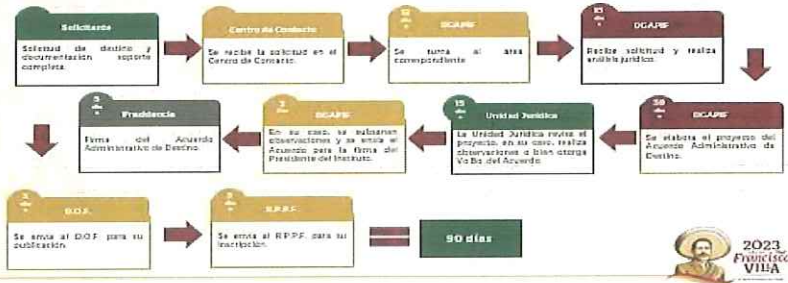 Solicitante
Solicitud de destino y
documentación soporte
completa.
Centro de Contacto
Se recibe la solicitud en el
Centro de Contacto.
DGAPIF
Se turna al área
correspondiente
15
DGAPIF
Recibe solicitud y realiza
análisis jurídico.
5
Presidencia
Firma del Acuerdo
Administrativo de Destino.
3
DGAPIF
En su caso, se subsanan
observaciones y se envía el
Acuerdo para la firma del
Presidente del Instituto.
15
Unidad Jurídica
La Unidad Jurídica revisa el
proyecto, en su caso, realiza
observaciones o bien otorga
Vo.Bo. del Acuerdo
30
DGAPIF
Se elabora el proyecto del
Acuerdo Administrativo de
Destino.
D.O.F.
Se envía al D.O.F. para su
publicación.
R.P.P.F.
Se envía al R.P.P.F. para su
inscripción.
90 días
2023
Francisco
VILLA